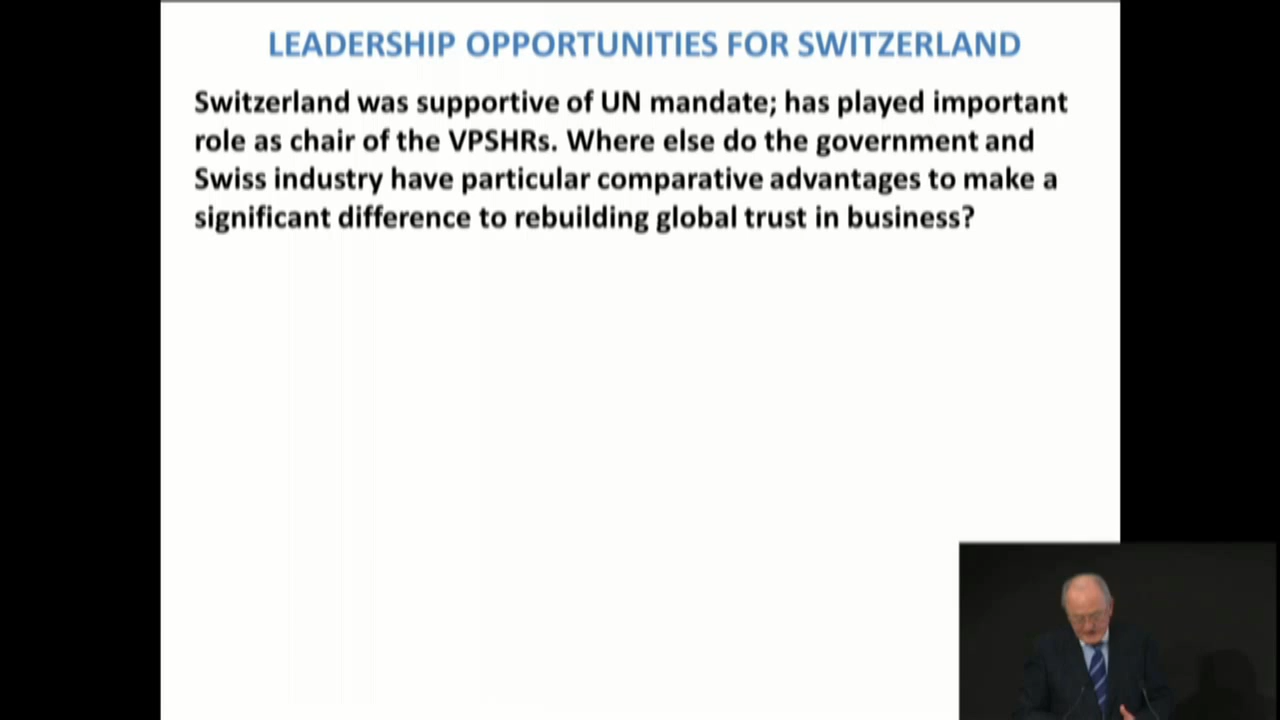 LEADERSHIP OPPORTUNITIES FOR SWITZERLAND
Switzerland was supportive of UN mandate; has played important
role as chair of the VPSHRs. Where else do the government and
Swiss industry have particular comparative advantages to make a
significant difference to rebuilding global trust in business?